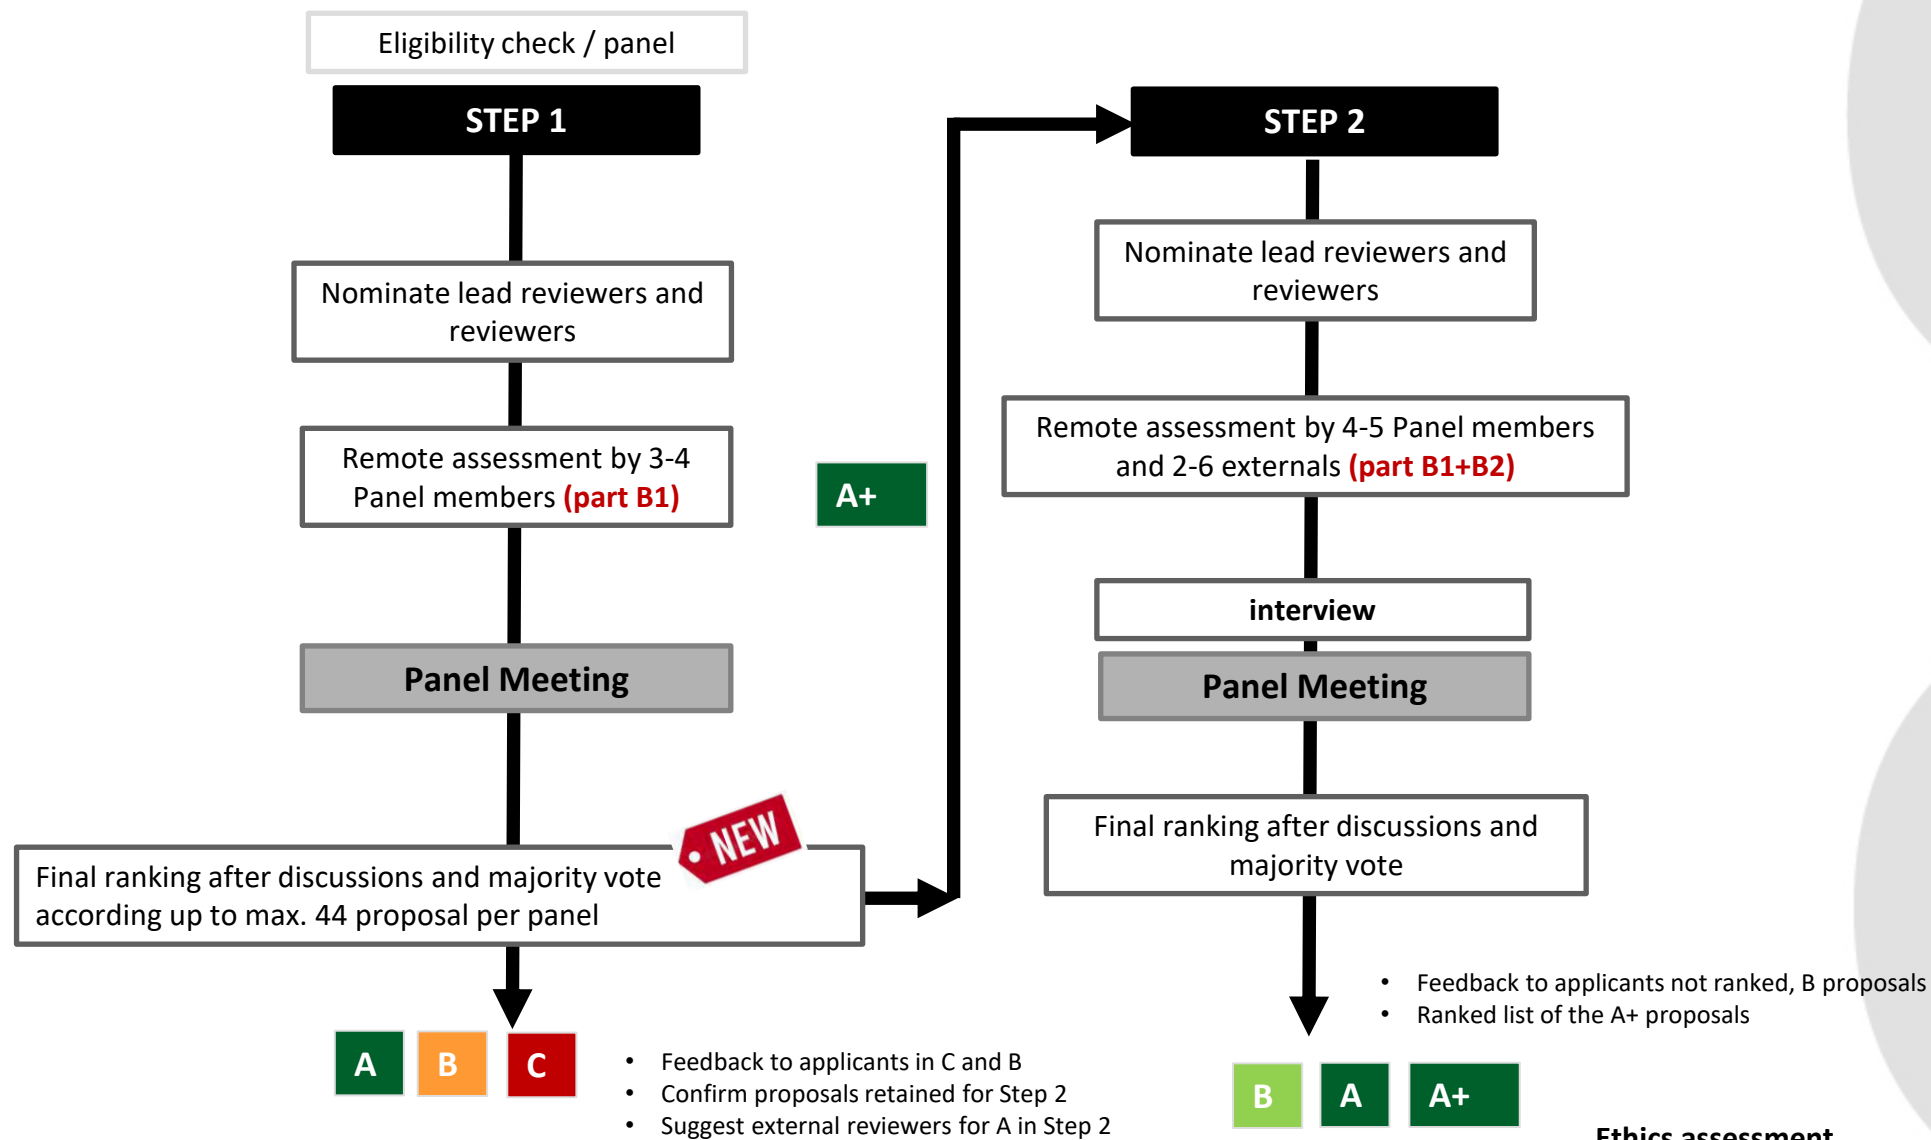 Eligibility check / panel
STEP 1
Nominate lead reviewers and
reviewers
Remote assessment by 3-4
Panel members (part B1)
Panel Meeting
NEW
Final ranking after discussions and majority vote
according up to max. 44 proposal per panel
A
B
C
• Feedback to applicants in C and B
• Confirm proposals retained for Step 2
• Suggest external reviewers for A in Step 2
A+
STEP 2
Nominate lead reviewers and
reviewers
Remote assessment by 4-5 Panel members
and 2-6 externals (part B1+B2)
interview
Panel Meeting
Final ranking after discussions and
majority vote
• Feedback to applicants not ranked, B proposals
• Ranked list of the A+ proposals
B
A
A+
Ethics assessment